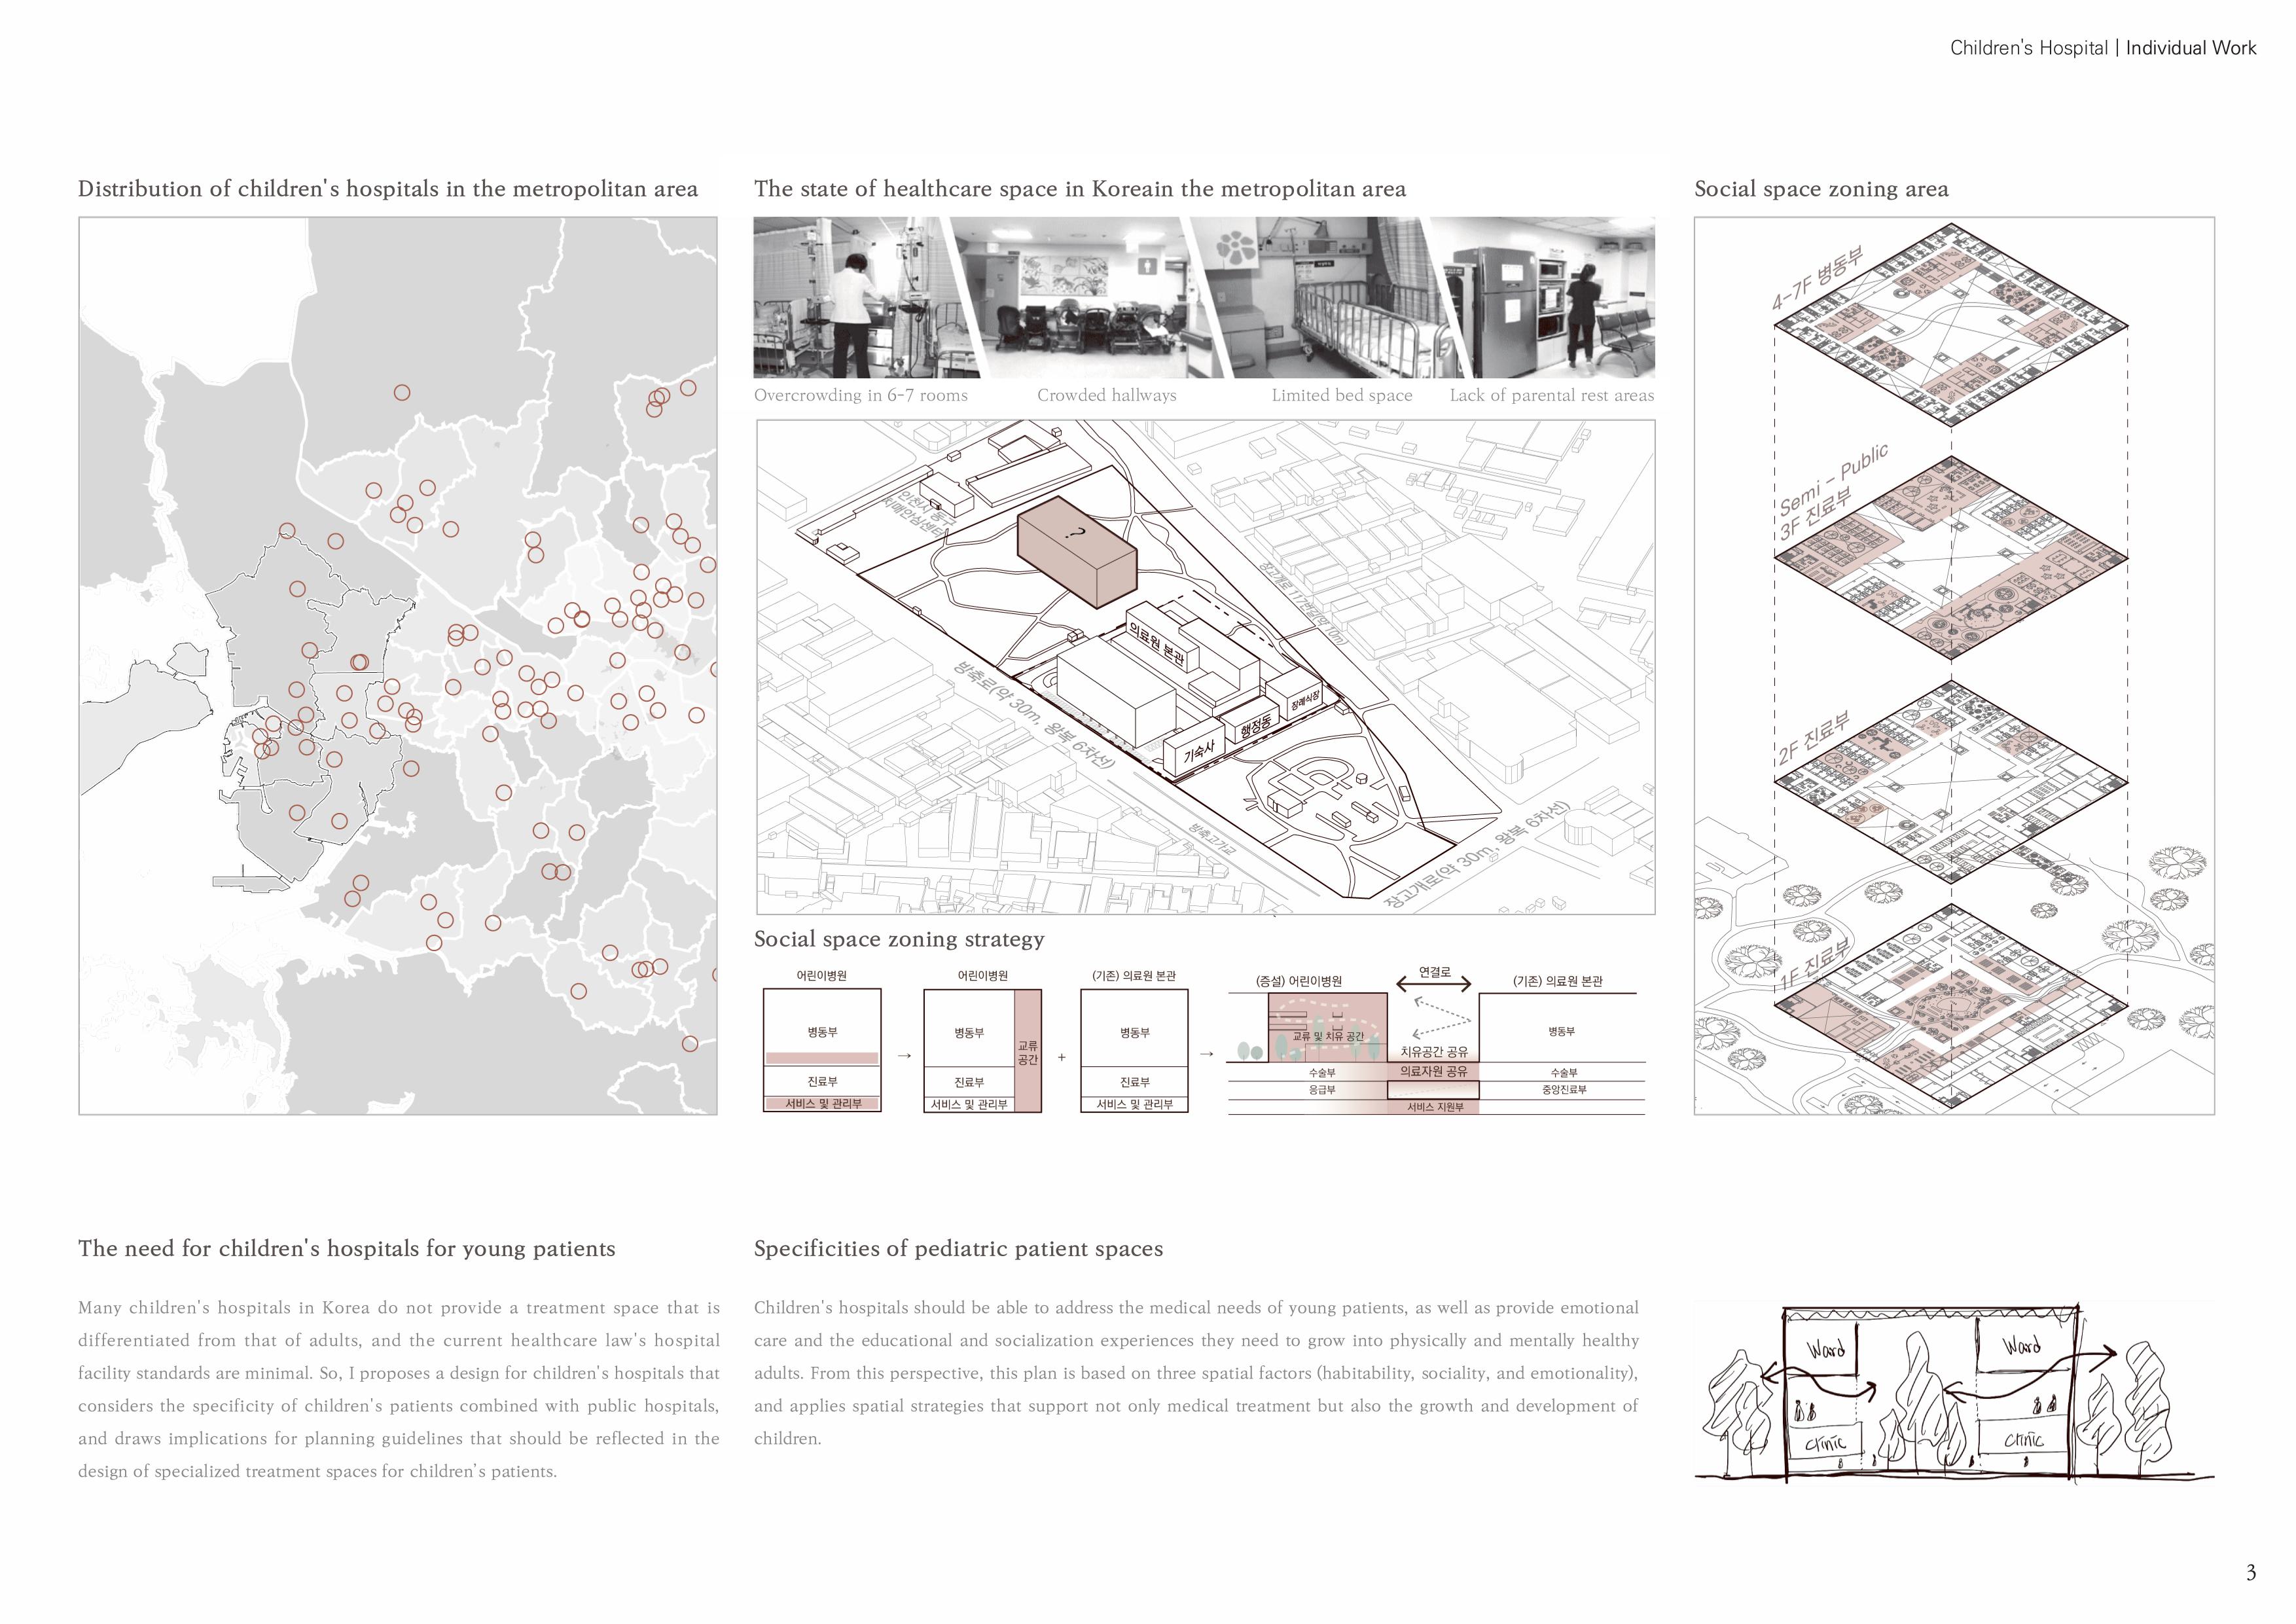 Children's Hospital | Individual Work
Distribution of children's hospitals in the metropolitan area
The state of healthcare space in Koreain the metropolitan area
Overcrowding in 6-7 rooms
Crowded hallways
Limited bed space
Lack of parental rest areas
인천시 동구
치매안심센터
?
의료원 본관
장례식장
행정동
기숙사
장고개로117번길(약 10m)
방축로(약 30m, 왕복 6차선)
방축고가교
장고개로(약 30m, 왕복 6차선)
Social space zoning strategy
어린이병원
병동부
진료부
서비스 및 관리부
→
어린이병원
병동부
교류
공간
진료부
서비스 및 관리부
+
(기존) 의료원 본관
병동부
진료부
서비스 및 관리부
→
(증설) 어린이병원
연결로
(기존) 의료원 본관
교류 및 치유 공간
병동부
치유공간 공유
수술부
의료자원 공유
수술부
응급부
중앙진료부
서비스 지원부
Social space zoning area
4-7F 병동부
Semi - Public
3F 진료부
2F 진료부
1F 진료부
The need for children's hospitals for young patients
Many children's hospitals in Korea do not provide a treatment space that is
differentiated from that of adults, and the current healthcare law's hospital
facility standards are minimal. So, I proposes a design for children's hospitals that
considers the specificity of children's patients combined with public hospitals,
and draws implications for planning guidelines that should be reflected in the
design of specialized treatment spaces for children's patients.
Specificities of pediatric patient spaces
Children's hospitals should be able to address the medical needs of young patients, as well as provide emotional
care and the educational and socialization experiences they need to grow into physically and mentally healthy
adults. From this perspective, this plan is based on three spatial factors (habitability, sociality, and emotionality),
and applies spatial strategies that support not only medical treatment but also the growth and development of
children.
Ward
Ward
clinic
clinic
3